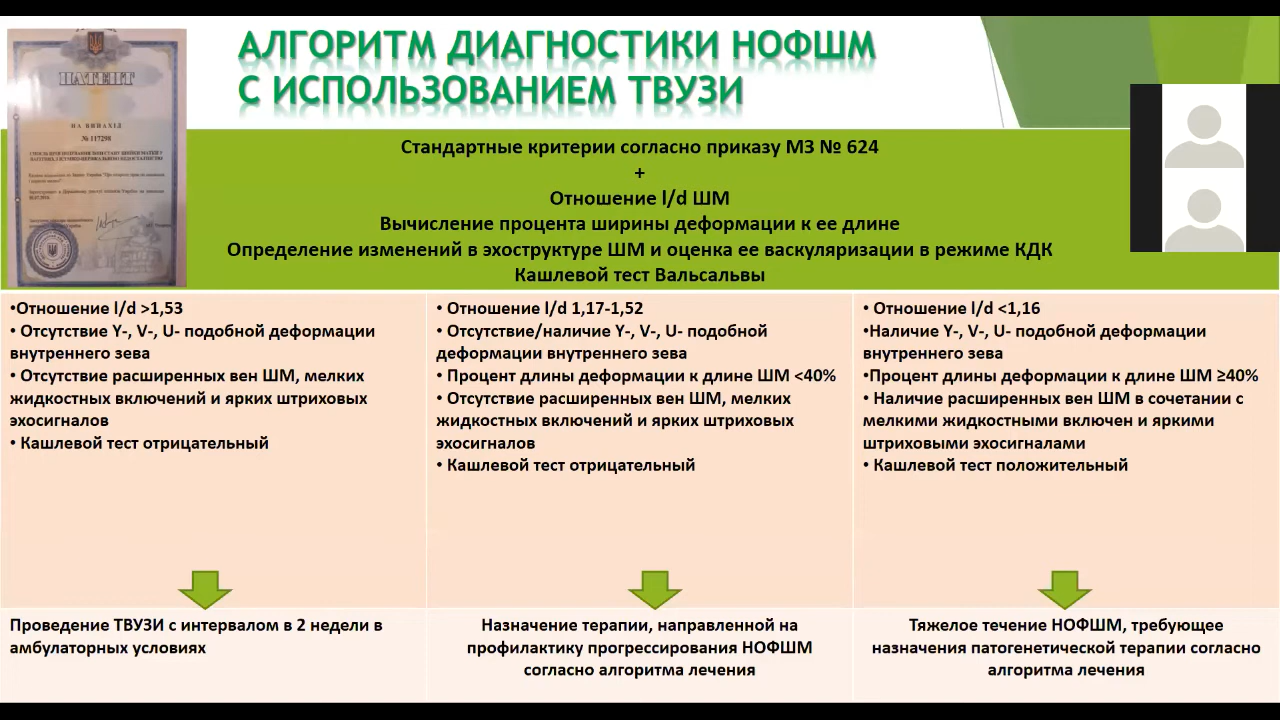 АЛГОРИТМ ДИАГНОСТИКИ НОФШМ
С ИСПОЛЬЗОВАНИЕМ ТВУЗИ
ПАТЕНТ
НА ВИНАХІД
№ 117298
Стандартные критерии согласно приказу МЗ № 624
+
Отношение l/d ШМ
Вычисление процента ширины деформации к ее длине
Определение изменений в эхоструктуре ШМ и оценка ее васкуляризации в режиме КДК
Кашлевой тест Вальсальвы
•Отношение l/d >1,53
• Отсутствие Y-, V-, U- подобной деформации
внутреннего зева
• Отсутствие расширенных вен ШМ, мелких
жидкостных включений и ярких штриховых
эхосигналов
• Кашлевой тест отрицательный
• Отношение l/d 1,17-1,52
• Отсутствие/наличие Y-, V-, U- подобной
деформации внутреннего зева
• Процент длины деформации к длине ШМ <40%
• Отсутствие расширенных вен ШМ, мелких
жидкостных включений и ярких штриховых
эхосигналов
• Кашлевой тест отрицательный
• Отношение l/d <1,16
•Наличие Y-, V-, U- подобной деформации
внутреннего зева
•Процент длины деформации к длине ШМ ≥40%
• Наличие расширенных вен ШМ в сочетании с
мелкими жидкостными включен и яркими
штриховыми эхосигналами
• Кашлевой тест положительный
Проведение ТВУЗИ с интервалом в 2 недели в
амбулаторных условиях
Назначение терапии, направленной на
профилактику прогрессирования НОФШМ
согласно алгоритма лечения
Тяжелое течение НОФШМ, требующее
назначения патогенетической терапии согласно
алгоритма лечения